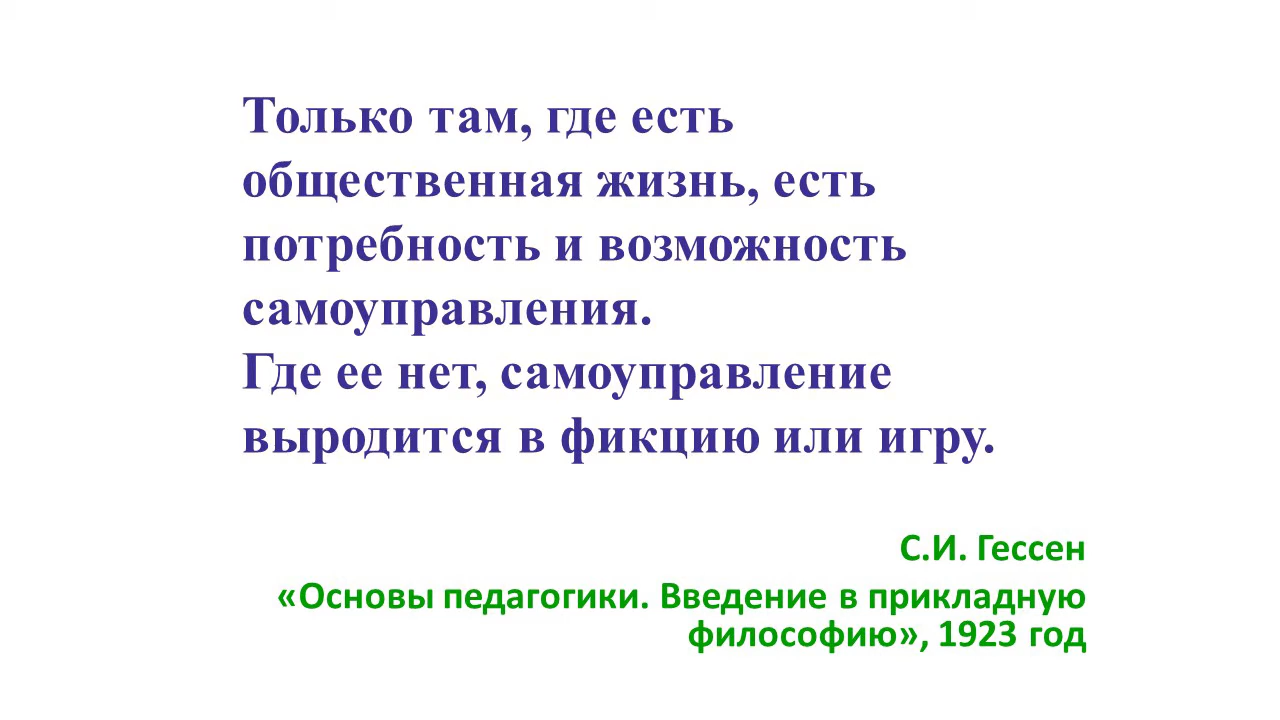 Только там, где есть
общественная жизнь, есть
потребность и возможность
самоуправления.
Где ее нет, самоуправление
выродится в фикцию или игру.
С.И. Гессен
«Основы педагогики. Введение в прикладную
философию», 1923 год